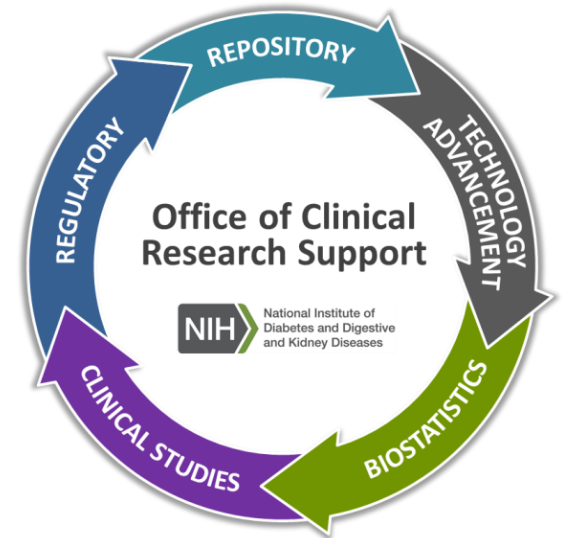 REPOSITORY
TECHNOLOGY
ADVANCEMENT
BIOSTATISTICS
CLINICAL STUDIES
REGULATORY
Office of Clinical
Research Support
NIH
National Institute of
Diabetes and Digestive
and Kidney Diseases